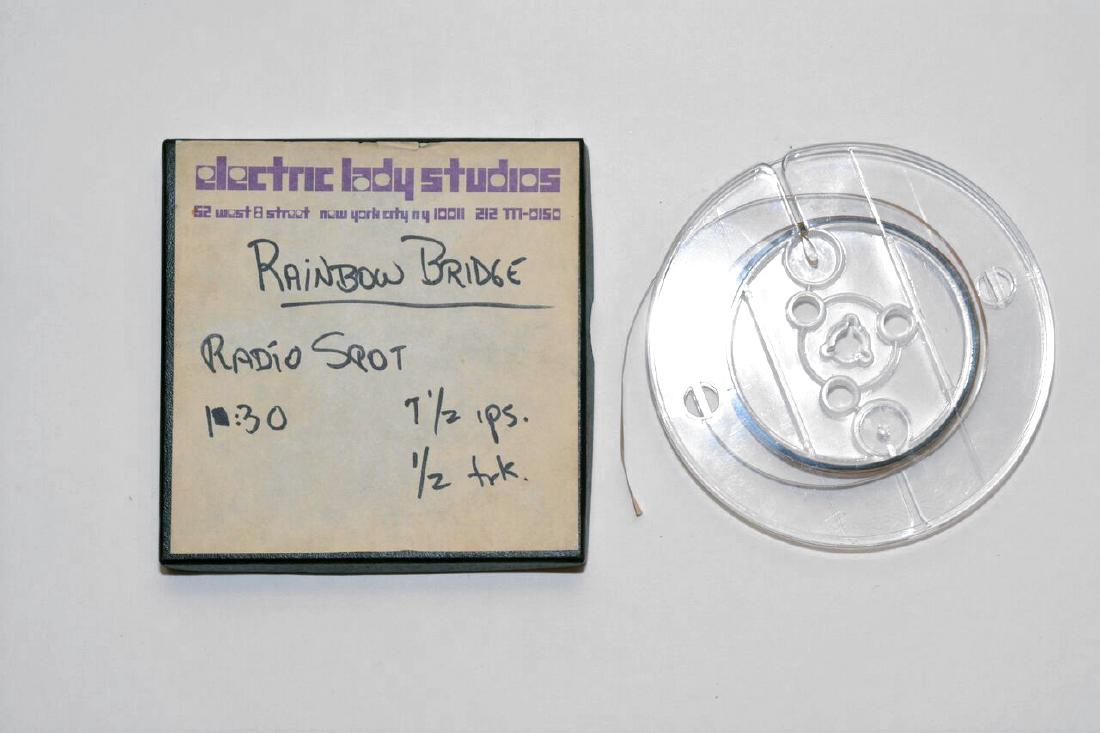 electric lady studios
52 west 8 street new york city n y 10011 212 777-0150
RAINBOW BRIDGE
RADIO SPOT
1:30 7 1/2 ips.
1/2 trk.